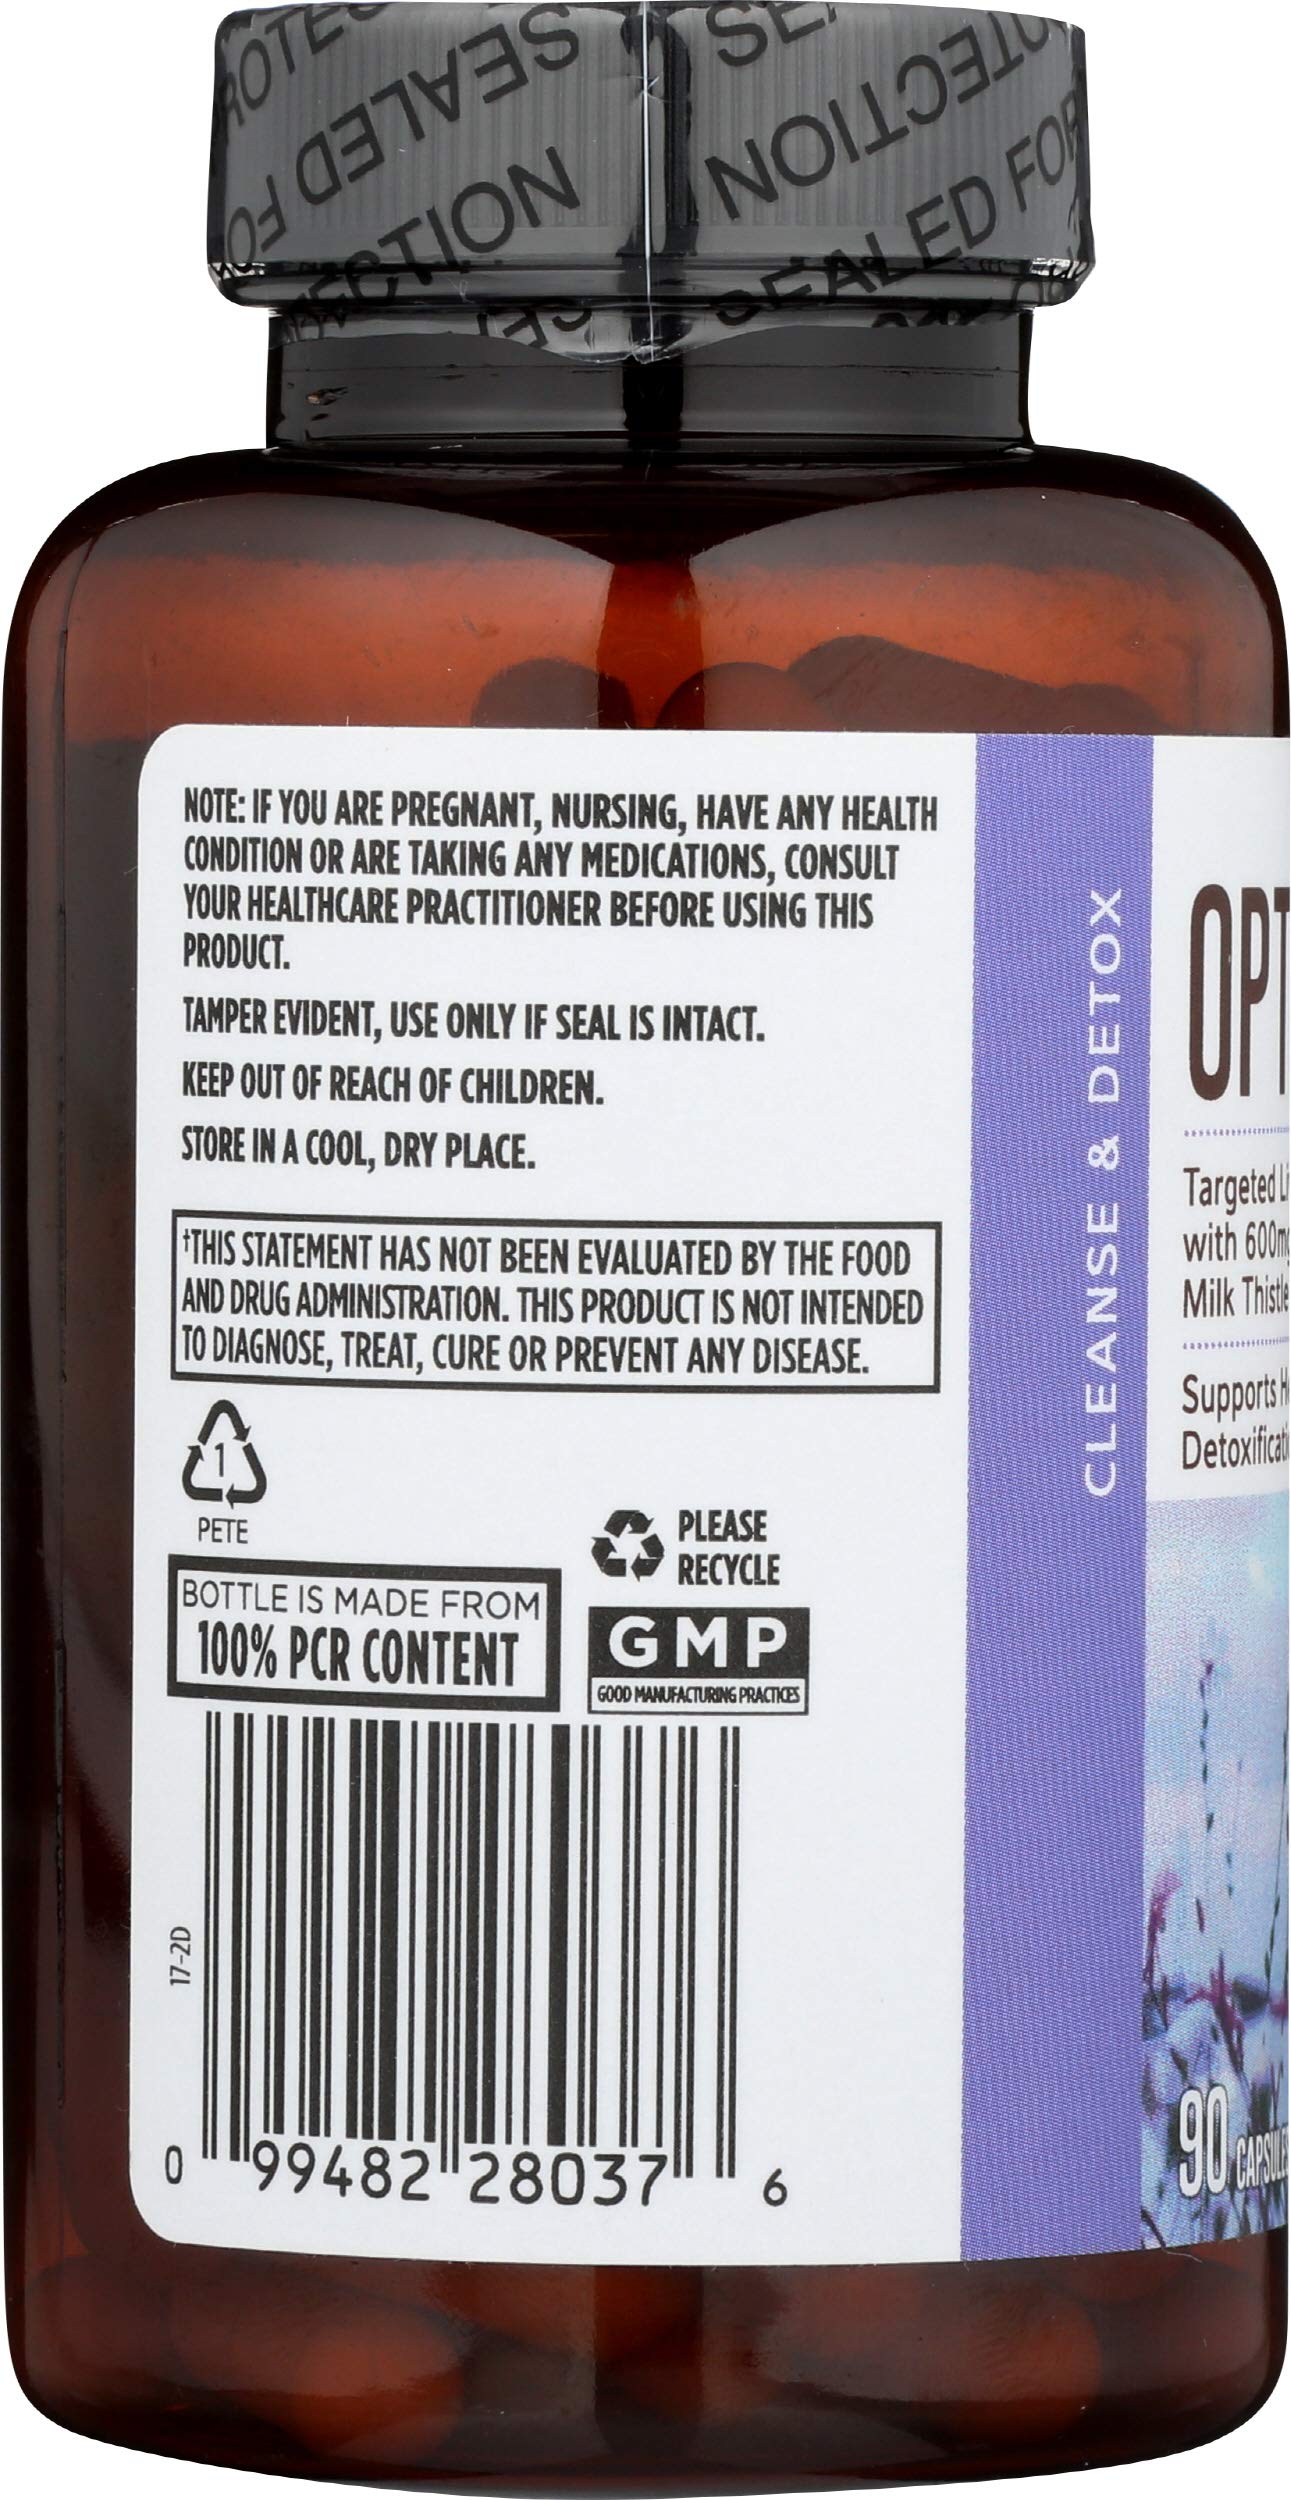 SEALED
SEALED FOR
NOTE: IF YOU ARE PREGNANT, NURSING, HAVE ANY HEALTH
CONDITION OR ARE TAKING ANY MEDICATIONS, CONSULT
YOUR HEALTHCARE PRACTITIONER BEFORE USING THIS
PRODUCT.
TAMPER EVIDENT, USE ONLY IF SEAL IS INTACT.
KEEP OUT OF REACH OF CHILDREN.
STORE IN A COOL, DRY PLACE.
†THIS STATEMENT HAS NOT BEEN EVALUATED BY THE FOOD
AND DRUG ADMINISTRATION. THIS PRODUCT IS NOT INTENDED
TO DIAGNOSE, TREAT, CURE OR PREVENT ANY DISEASE.
1
PETE
PLEASE
RECYCLE
BOTTLE IS MADE FROM
100% PCR CONTENT
GMP
GOOD MANUFACTURING PRACTICES
17-2D
0 99482 28037 6
CLEANSE & DETOX
OPT
Targeted
with 600mg
Milk Thistle
Supports
90 CAPSULES